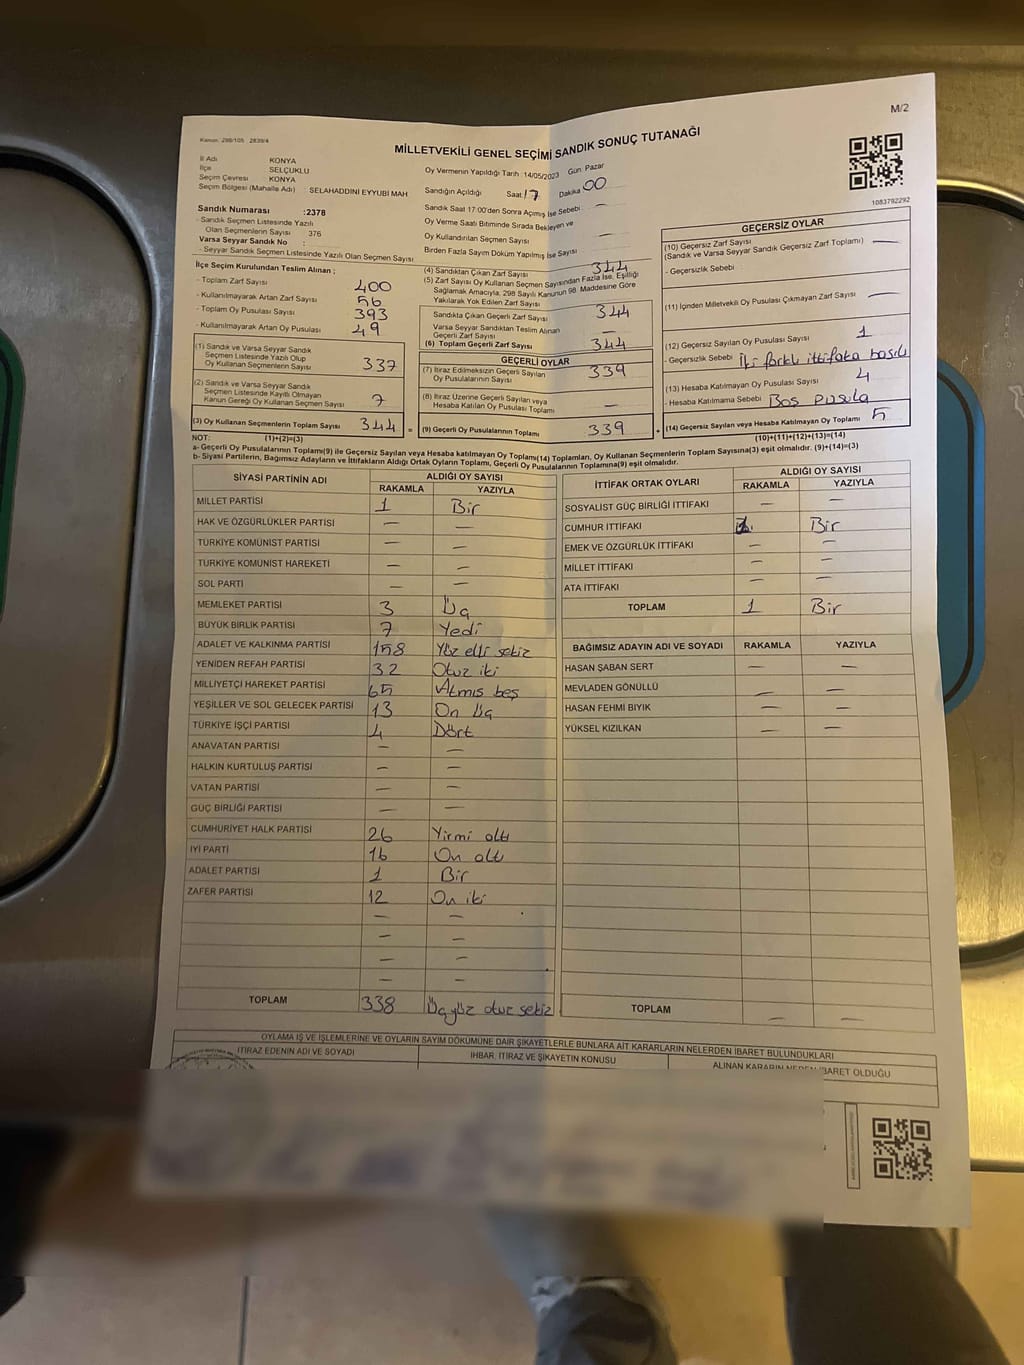 M/2
Kanun: 298/105 2839/4
MİLLETVEKİLİ GENEL SEÇİMİ SANDIK SONUÇ TUTANAĞI
İl Adı KONYA
İlçe SELÇUKLU
Seçim Çevresi KONYA
Seçim Bölgesi (Mahalle Adı) : SELAHADDINI EYYUBI MAH
Oy Vermenin Yapıldığı Tarih : 14/05/2023 Gün: Pazar
Sandığın Açıldığı Saat 17 Dakika 00
Sandık Saat 17:00'den Sonra Açılmış İse Sebebi : —
Oy Verme Saati Bitiminde Sırada Bekleyen ve
Oy Kullandırılan Seçmen Sayısı —
Birden Fazla Sayım Döküm Yapılmış İse Sayısı —
1083792292
Sandık Numarası :2378
- Sandık Seçmen Listesinde Yazılı
Olan Seçmenlerin Sayısı 376
Varsa Seyyar Sandık No :
- Seyyar Sandık Seçmen Listesinde Yazılı Olan Seçmen Sayısı
İlçe Seçim Kurulundan Teslim Alınan ;
- Toplam Zarf Sayısı 400
- Kullanılmayarak Artan Zarf Sayısı 56
- Toplam Oy Pusulası Sayısı 393
- Kullanılmayarak Artan Oy Pusulası 49
(1) Sandık ve Varsa Seyyar Sandık
Seçmen Listesinde Yazılı Olup
Oy Kullanan Seçmenlerin Sayısı 337
(2) Sandık ve Varsa Seyyar Sandık
Seçmen Listesinde Kayıtlı Olmayan
Kanun Gereği Oy Kullanan Seçmen Sayısı 7
(3) Oy Kullanan Seçmenlerin Toplam Sayısı 344 =
(4) Sandıktan Çıkan Zarf Sayısı 344
(5) Zarf Sayısı Oy Kullanan Seçmen Sayısından Fazla İse, Eşitliği
Sağlamak Amacıyla, 298 Sayılı Kanunun 98. Maddesine Göre
Yakılarak Yok Edilen Zarf Sayısı —
Sandıkta Çıkan Geçerli Zarf Sayısı 344
Varsa Seyyar Sandıktan Teslim Alınan
Geçerli Zarf Sayısı —
(6) Toplam Geçerli Zarf Sayısı 344
GEÇERLİ OYLAR
(7) İtiraz Edilmeksizin Geçerli Sayılan
Oy Pusulalarının Sayısı 339
(8) İtiraz Üzerine Geçerli Sayılan veya
Hesaba Katılan Oy Pusulası Toplamı —
(9) Geçerli Oy Pusulalarının Toplamı 339 +
GEÇERSİZ OYLAR
(10) Geçersiz Zarf Sayısı
(Sandık ve Varsa Seyyar Sandık Geçersiz Zarf Toplamı) —
- Geçersizlik Sebebi
(11) İçinden Milletvekili Oy Pusulası Çıkmayan Zarf Sayısı —
(12) Geçersiz Sayılan Oy Pusulası Sayısı 1
- Geçersizlik Sebebi İki farklı ittifaka basılı
(13) Hesaba Katılmayan Oy Pusulası Sayısı 4
- Hesaba Katılmama Sebebi Boş pusula
(14) Geçersiz Sayılan veya Hesaba Katılmayan Oy Toplamı 5
NOT: (1)+(2)=(3) (10)+(11)+(12)+(13)=(14)
a- Geçerli Oy Pusulalarının Toplamı(9) ile Geçersiz Sayılan veya Hesaba katılmayan Oy Toplamı(14) Toplamları, Oy Kullanan Seçmenlerin Toplam Sayısına(3) eşit olmalıdır. (9)+(14)=(3)
b- Siyasi Partilerin, Bağımsız Adayların ve İttifakların Aldığı Ortak Oyların Toplamı, Geçerli Oy Pusulalarının Toplamına(9) eşit olmalıdır.
SİYASİ PARTİNİN ADI ALDIĞI OY SAYISI
RAKAMLA YAZIYLA
MİLLET PARTİSİ 1 Bir
HAK VE ÖZGÜRLÜKLER PARTİSİ — —
TÜRKİYE KOMÜNİST PARTİSİ — —
TÜRKİYE KOMÜNİST HAREKETİ — —
SOL PARTİ — —
MEMLEKET PARTİSİ 3 Üç
BÜYÜK BİRLİK PARTİSİ 7 Yedi
ADALET VE KALKINMA PARTİSİ 158 Yüz elli sekiz
YENİDEN REFAH PARTİSİ 32 Otuz iki
MİLLİYETÇİ HAREKET PARTİSİ 65 Atmış beş
YEŞİLLER VE SOL GELECEK PARTİSİ 13 On üç
TÜRKİYE İŞÇİ PARTİSİ 4 Dört
ANAVATAN PARTİSİ — —
HALKIN KURTULUŞ PARTİSİ — —
VATAN PARTİSİ — —
GÜÇ BİRLİĞİ PARTİSİ — —
CUMHURİYET HALK PARTİSİ 26 Yirmi altı
İYİ PARTİ 16 On altı
ADALET PARTİSİ 1 Bir
ZAFER PARTİSİ 12 On iki
— —
— —
— —
— —
TOPLAM 338 Üçyüz otuz sekiz
İTTİFAK ORTAK OYLARI ALDIĞI OY SAYISI
RAKAMLA YAZIYLA
SOSYALİST GÜÇ BİRLİĞİ İTTİFAKI — —
CUMHUR İTTİFAKI 1 Bir
EMEK VE ÖZGÜRLÜK İTTİFAKI — —
MİLLET İTTİFAKI — —
ATA İTTİFAKI — —
TOPLAM 1 Bir
BAĞIMSIZ ADAYIN ADI VE SOYADI RAKAMLA YAZIYLA
HASAN ŞABAN SERT — —
MEVLADEN GÖNÜLLÜ — —
HASAN FEHMİ BIYIK — —
YÜKSEL KIZILKAN — —
TOPLAM — —
OYLAMA İŞ VE İŞLEMLERİNE VE OYLARIN SAYIM DÖKÜMÜNE DAİR ŞİKAYETLERLE BUNLARA AİT KARARLARIN NELERDEN İBARET BULUNDUKLARI
İTİRAZ EDENİN ADI VE SOYADI İHBAR, İTİRAZ VE ŞİKAYETİN KONUSU ALINAN KARARIN NEDEN İBARET OLDUĞU